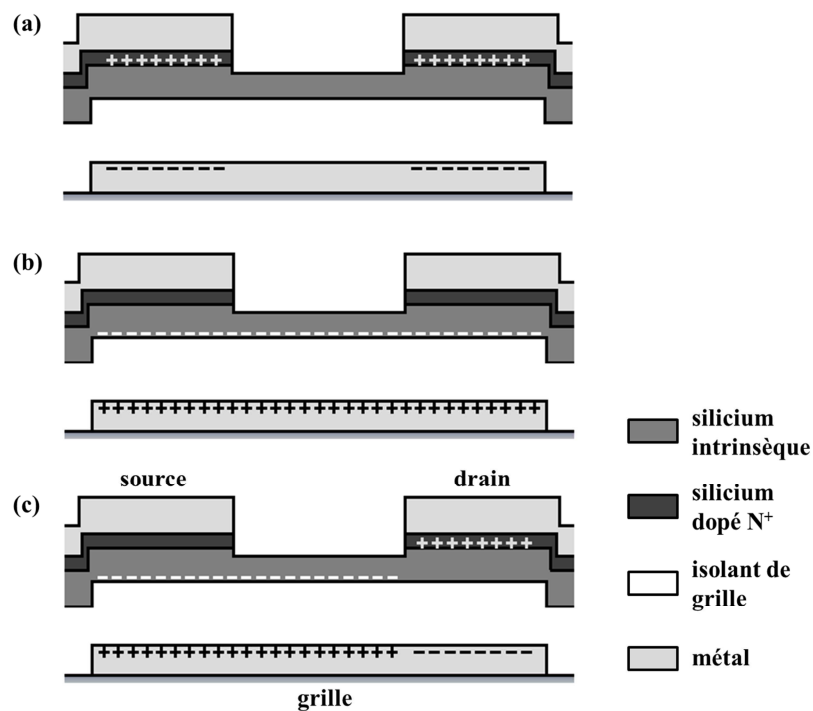 (a)
(b)
source drain
(c)
grille
silicium
intrinsèque
silicium
dopé N⁺
isolant de
grille
métal